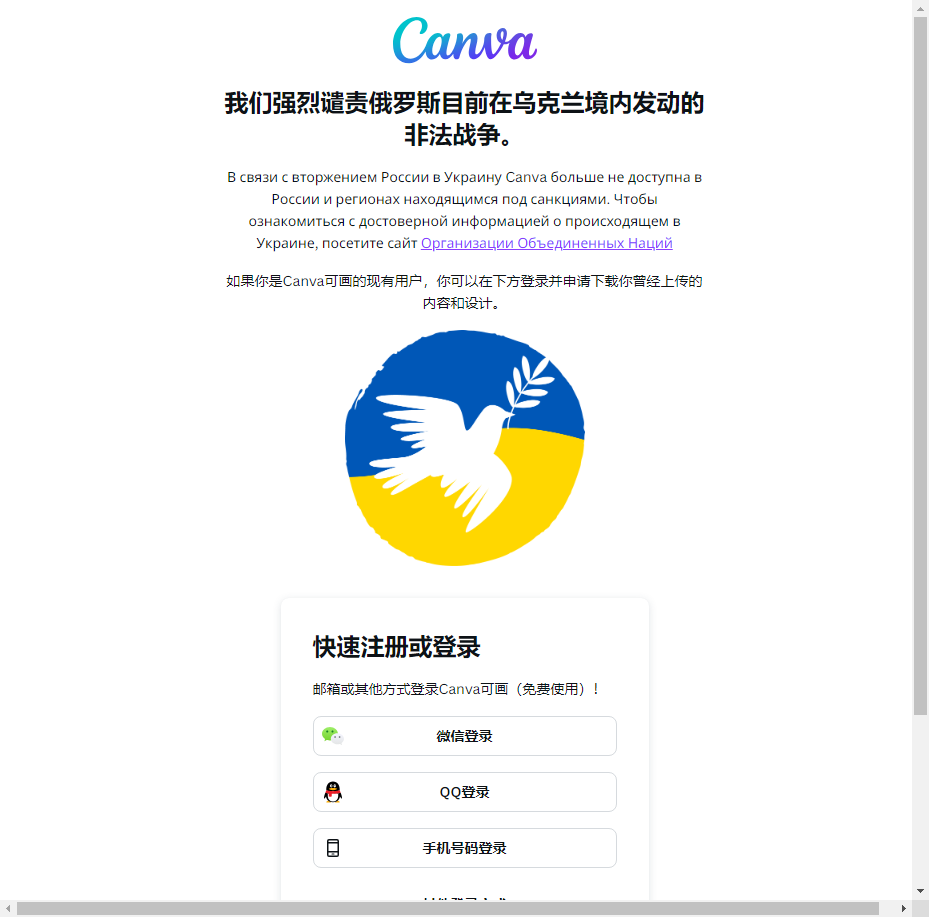 Canva
我们强烈谴责俄罗斯目前在乌克兰境内发动的
非法战争。
В связи с вторжением России в Украину Canva больше не доступна в
России и регионах находящимся под санкциями. Чтобы
ознакомиться с достоверной информацией о происходящем в
Украине, посетите сайт Организации Объединенных Наций
如果你是Canva可画的现有用户，你可以在下方登录并申请下载你曾经上传的
内容和设计。
快速注册或登录
邮箱或其他方式登录Canva可画（免费使用）！
微信登录
QQ登录
手机号码登录